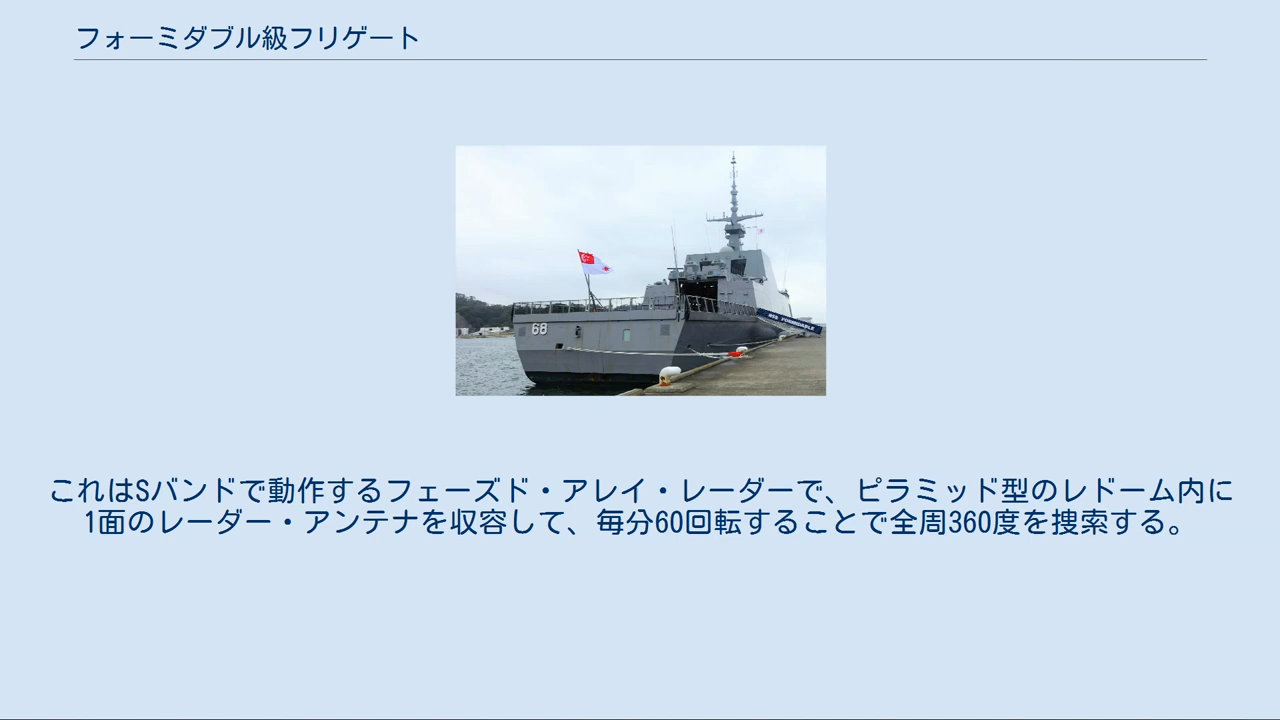 フォーミダブル級フリゲート
68
RSS FORMIDABLE
これはSバンドで動作するフェーズド・アレイ・レーダーで、ピラミッド型のレドーム内に
1面のレーダー・アンテナを収容して、毎分60回転することで全周360度を捜索する。